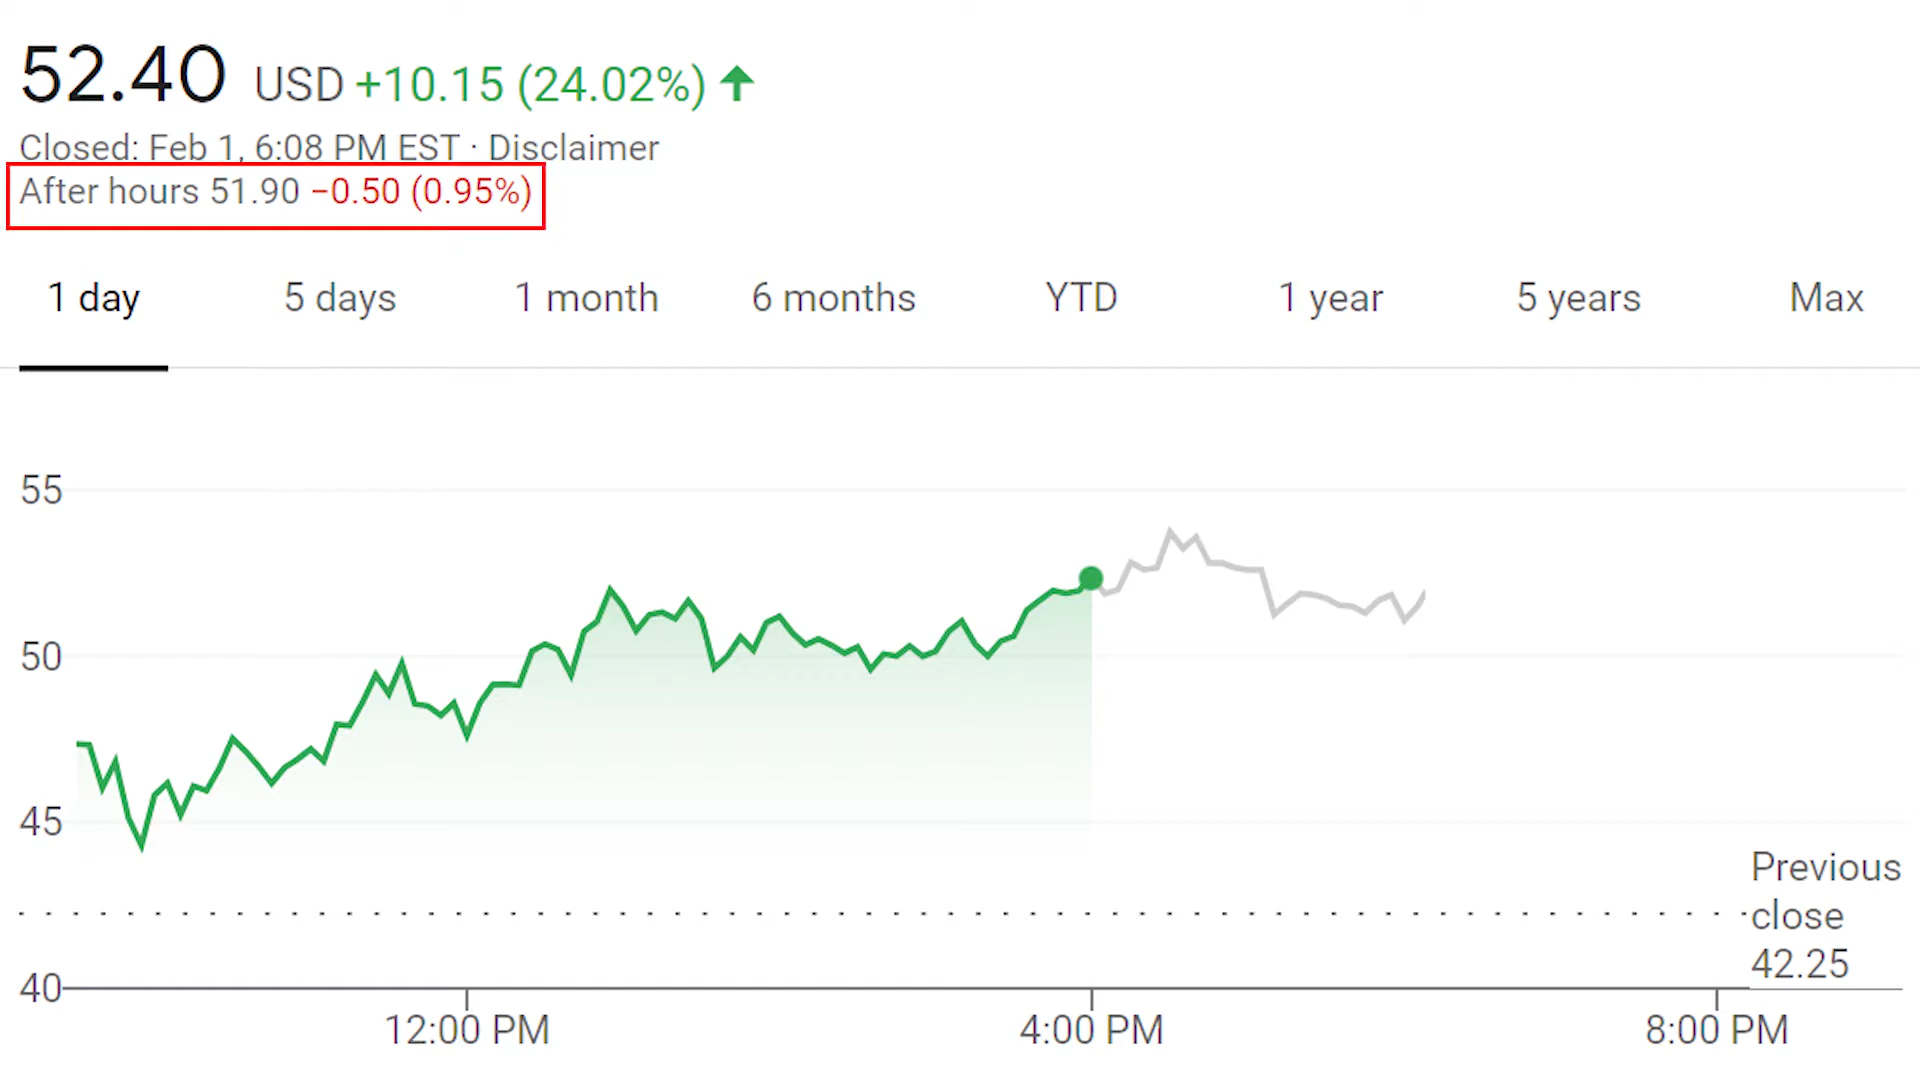 52.40 USD +10.15 (24.02%) ↑
Closed: Feb 1, 6:08 PM EST · Disclaimer
After hours 51.90 −0.50 (0.95%)
1 day 5 days 1 month 6 months YTD 1 year 5 years Max
55
50
45
Previous
close
42.25
40
12:00 PM 4:00 PM 8:00 PM